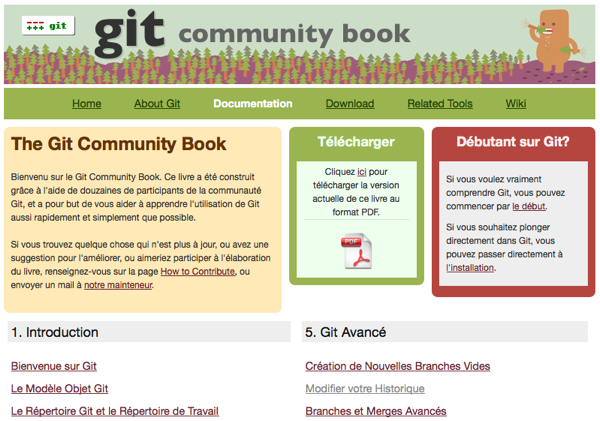 git
git community book
Home About Git Documentation Download Related Tools Wiki
The Git Community Book
Bienvenu sur le Git Community Book. Ce livre a été construit
grâce à l'aide de douzaines de participants de la communauté
Git, et a pour but de vous aider à apprendre l'utilisation de Git
aussi rapidement et simplement que possible.
Si vous trouvez quelque chose qui n'est plus à jour, ou avez une
suggestion pour l'améliorer, ou aimeriez participer à l'élaboration
du livre, renseignez-vous sur la page How to Contribute, ou
envoyer un mail à notre mainteneur.
Télécharger
Cliquez ici pour
télécharger la version
actuelle de ce livre au
format PDF.
PDF
Débutant sur Git?
Si vous voulez vraiment
comprendre Git, vous pouvez
commencer par le début.
Si vous souhaitez plonger
directement dans Git, vous
pouvez passer directement à
l'installation.
1. Introduction
Bienvenue sur Git
Le Modèle Objet Git
Le Répertoire Git et le Répertoire de Travail
5. Git Avancé
Création de Nouvelles Branches Vides
Modifier votre Historique
Branches et Merges Avancés